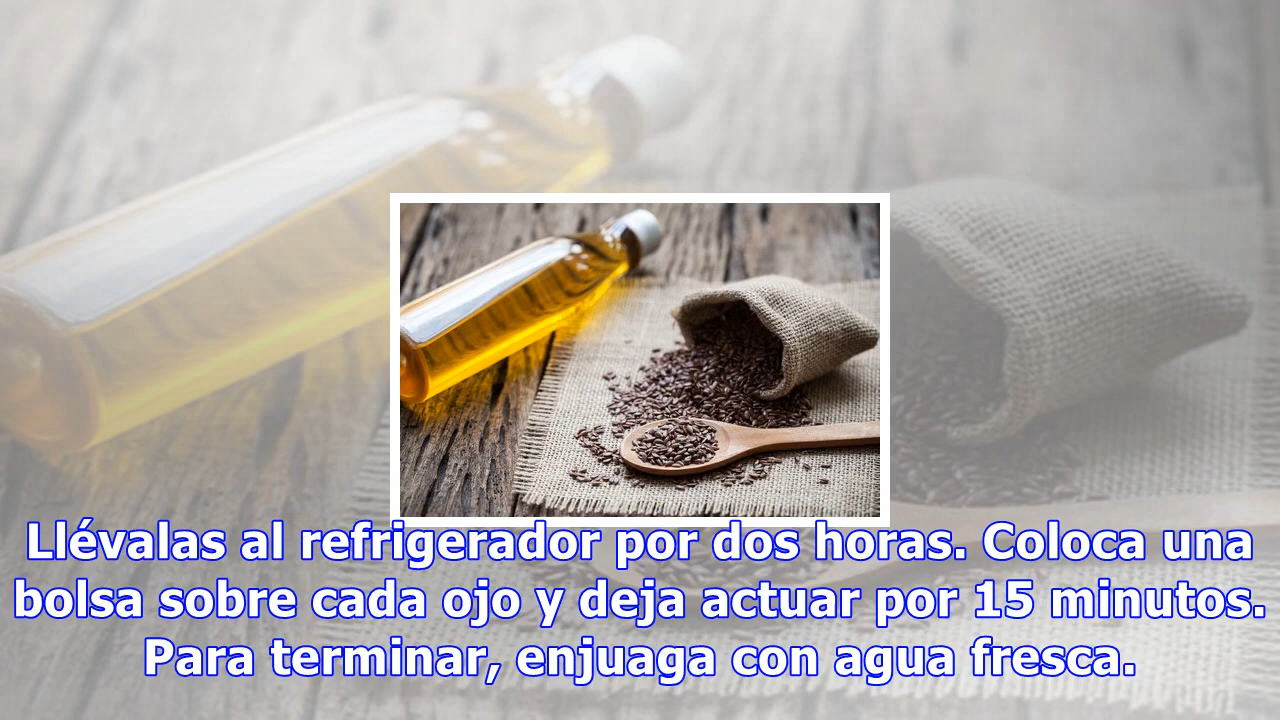 Llévalas al refrigerador por dos horas. Coloca una
bolsa sobre cada ojo y deja actuar por 15 minutos.
Para terminar, enjuaga con agua fresca.